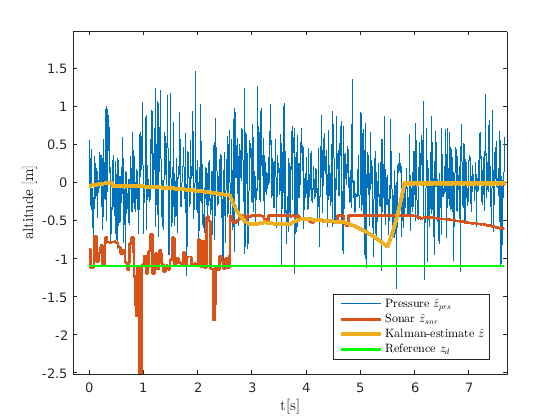 1.5
1
0.5
0
-0.5
-1
-1.5
-2
-2.5
altitude [m]
0 1 2 3 4 5 6 7
t[s]
Pressure ẑ_prs
Sonar ẑ_snr
Kalman-estimate ẑ
Reference z_d